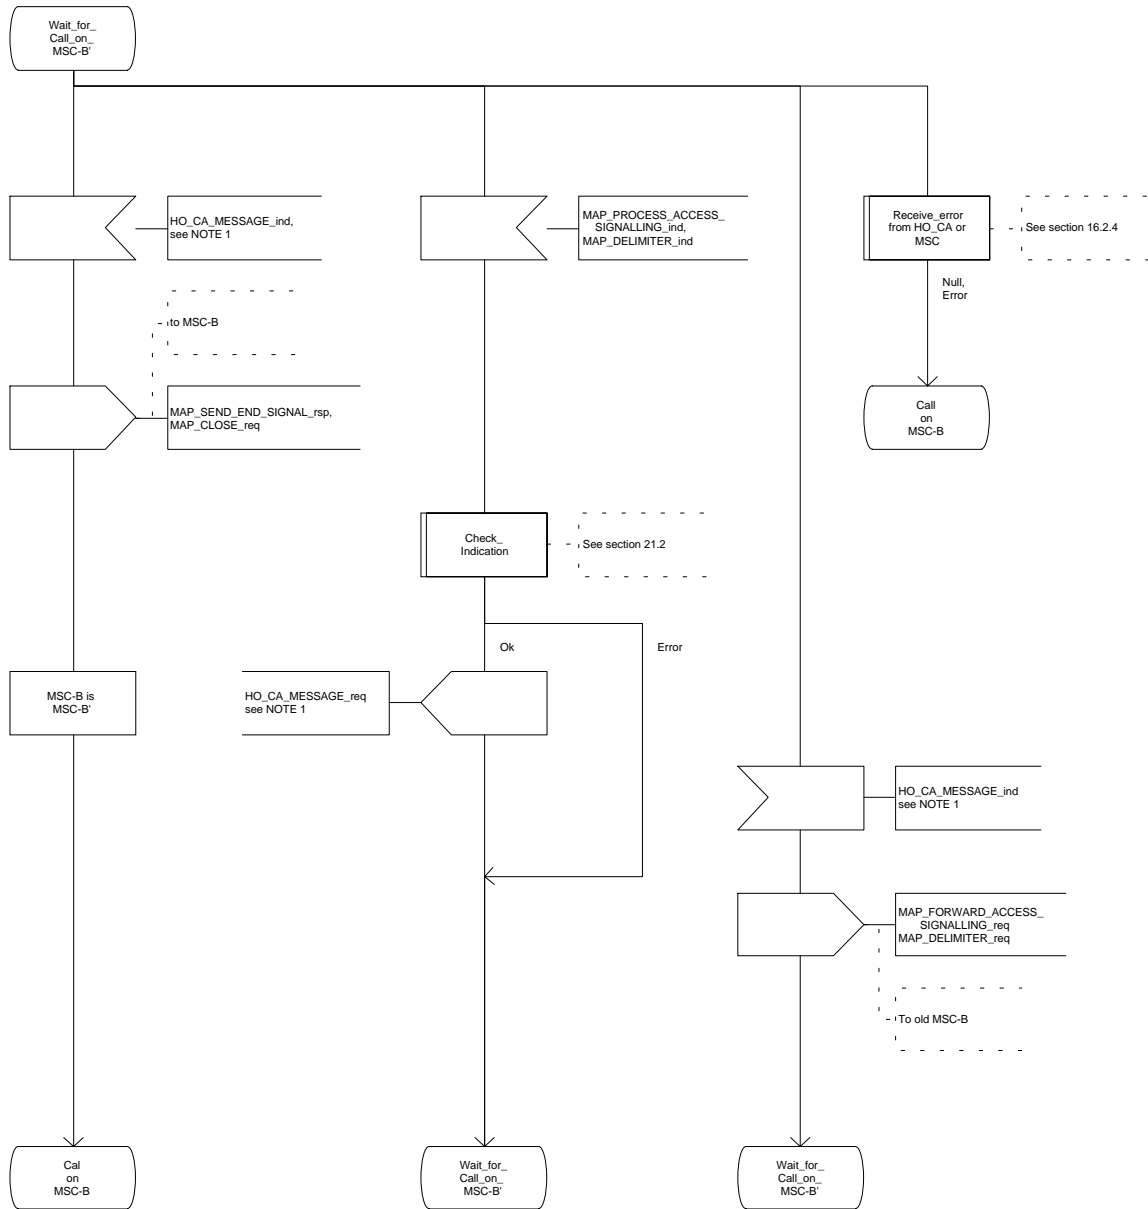 Wait_for_
Call_on_
MSC-B'
HO_CA_MESSAGE_ind,
see NOTE 1
MAP_PROCESS_ACCESS_
SIGNALLING_ind,
MAP_DELIMITER_ind
Receive_error
from HO_CA or
MSC
See section 16.2.4
Null,
Error
to MSC-B
MAP_SEND_END_SIGNAL_rsp,
MAP_CLOSE_req
Call
on
MSC-B
Check_
Indication
See section 21.2
Ok
Error
MSC-B is
MSC-B'
HO_CA_MESSAGE_req
see NOTE 1
HO_CA_MESSAGE_ind
see NOTE 1
MAP_FORWARD_ACCESS_
SIGNALLING_req
MAP_DELIMITER_req
To old MSC-B
Cal
on
MSC-B
Wait_for_
Call_on_
MSC-B'
Wait_for_
Call_on_
MSC-B'